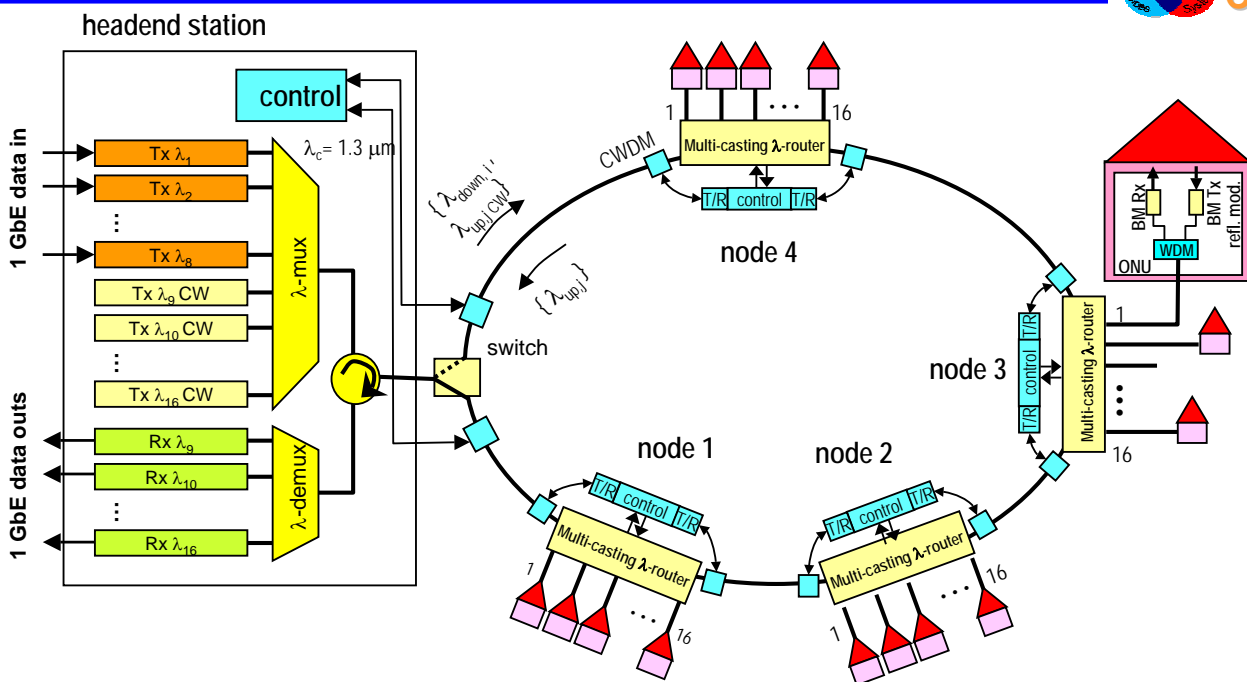 headend station
control
λc= 1.3 μm
1 GbE data in
Tx λ1
Tx λ2
...
Tx λ8
Tx λ9 CW
Tx λ10 CW
...
Tx λ16 CW
λ-mux
1 GbE data outs
Rx λ9
Rx λ10
...
Rx λ16
λ-demux
switch
{ λdown,i,
λup,j CW}
{ λup,j}
CWDM
1
...
16
Multi-casting λ-router
T/R control T/R
node 4
BM Rx
BM Tx
refl. mod.
WDM
ONU
node 3
T/R control T/R
Multi-casting λ-router
1
...
16
node 1
T/R control T/R
Multi-casting λ-router
1
...
16
node 2
T/R control T/R
Multi-casting λ-router
1
...
16